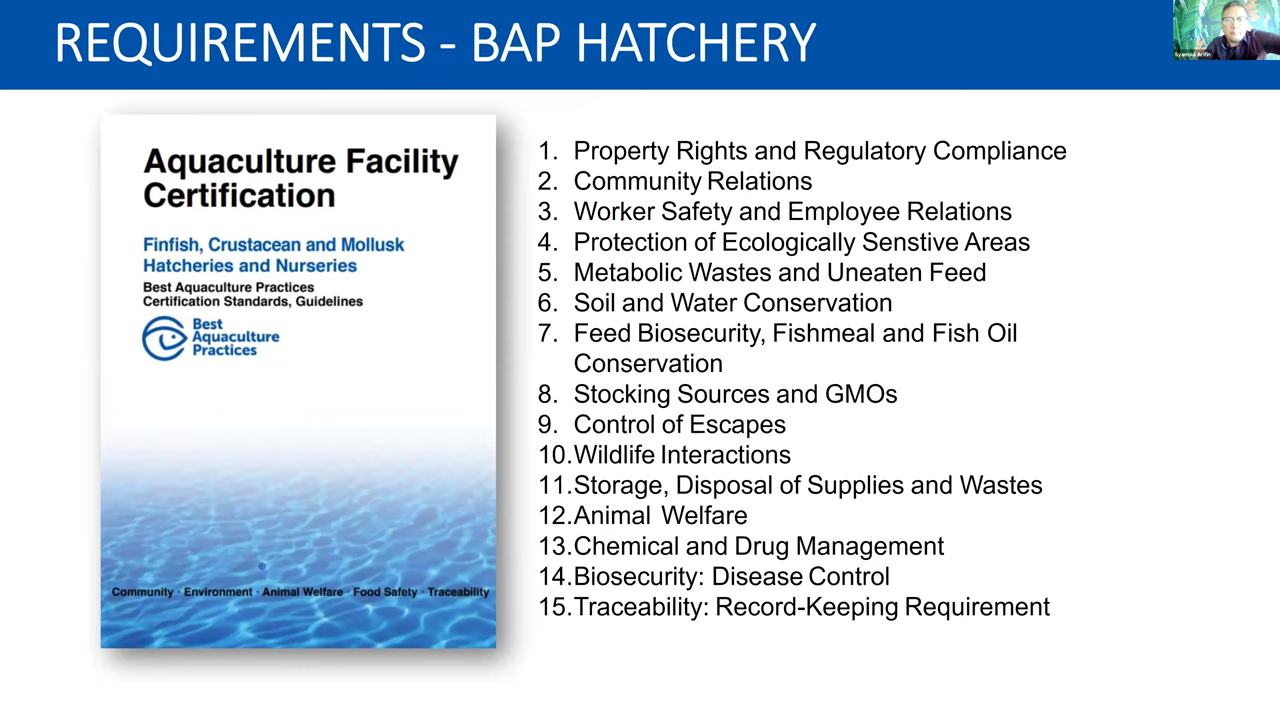 REQUIREMENTS - BAP HATCHERY
Syamsul Arifin
Aquaculture Facility
Certification
Finfish, Crustacean and Mollusk
Hatcheries and Nurseries
Best Aquaculture Practices
Certification Standards, Guidelines
Best
Aquaculture
Practices
®
Community · Environment · Animal Welfare · Food Safety · Traceability
1. Property Rights and Regulatory Compliance
2. Community Relations
3. Worker Safety and Employee Relations
4. Protection of Ecologically Senstive Areas
5. Metabolic Wastes and Uneaten Feed
6. Soil and Water Conservation
7. Feed Biosecurity, Fishmeal and Fish Oil
Conservation
8. Stocking Sources and GMOs
9. Control of Escapes
10. Wildlife Interactions
11. Storage, Disposal of Supplies and Wastes
12. Animal Welfare
13. Chemical and Drug Management
14. Biosecurity: Disease Control
15. Traceability: Record-Keeping Requirement